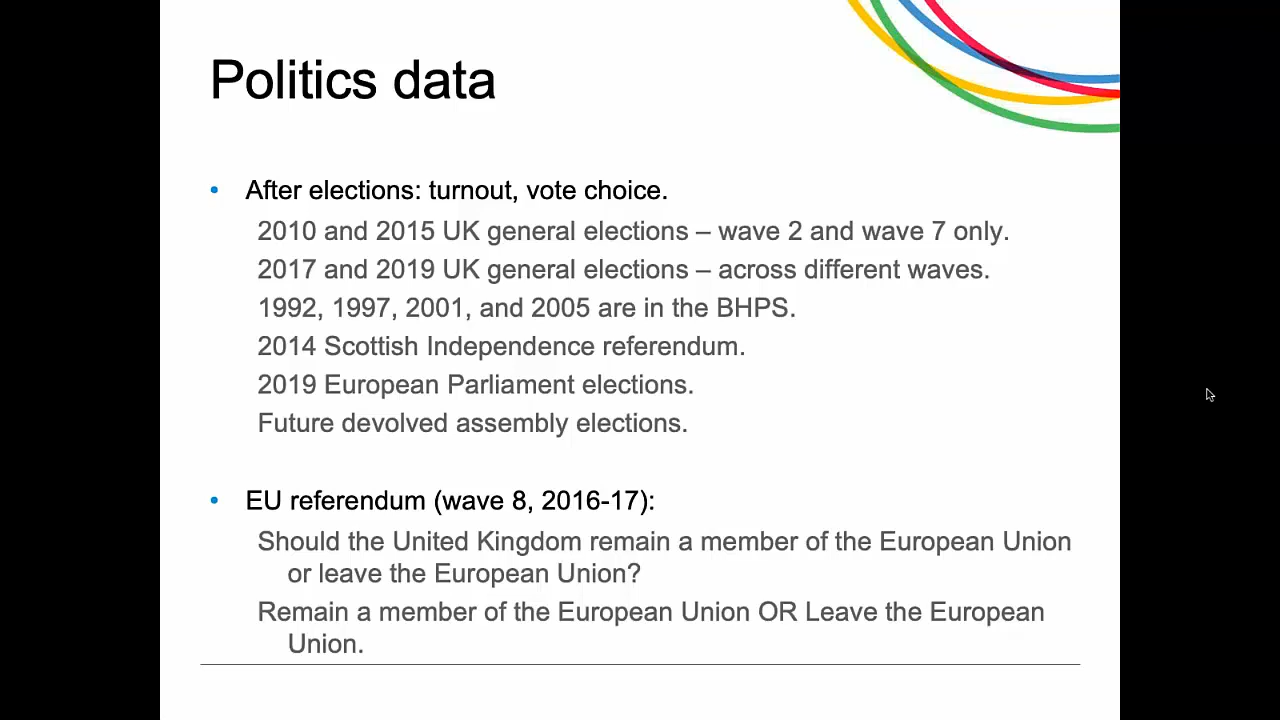 Politics data
• After elections: turnout, vote choice.
2010 and 2015 UK general elections – wave 2 and wave 7 only.
2017 and 2019 UK general elections – across different waves.
1992, 1997, 2001, and 2005 are in the BHPS.
2014 Scottish Independence referendum.
2019 European Parliament elections.
Future devolved assembly elections.
• EU referendum (wave 8, 2016-17):
Should the United Kingdom remain a member of the European Union
or leave the European Union?
Remain a member of the European Union OR Leave the European
Union.